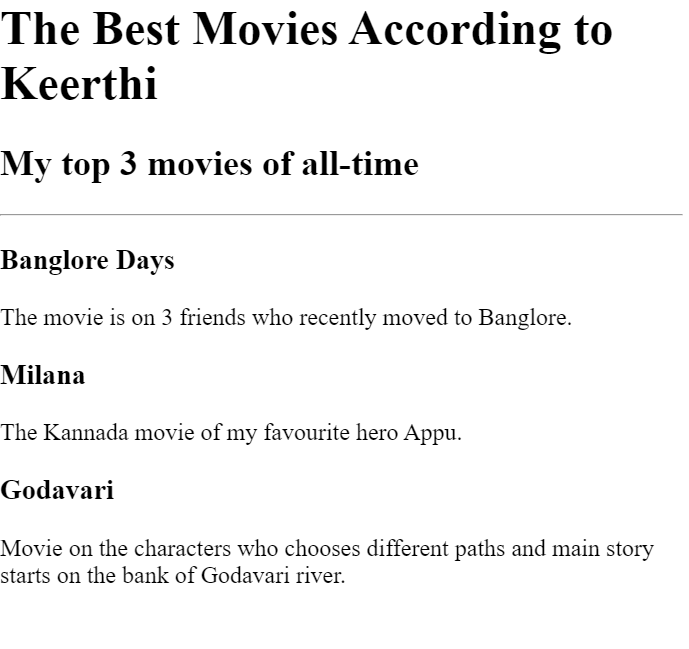 The Best Movies According to
Keerthi
My top 3 movies of all-time
Banglore Days
The movie is on 3 friends who recently moved to Banglore.
Milana
The Kannada movie of my favourite hero Appu.
Godavari
Movie on the characters who chooses different paths and main story
starts on the bank of Godavari river.